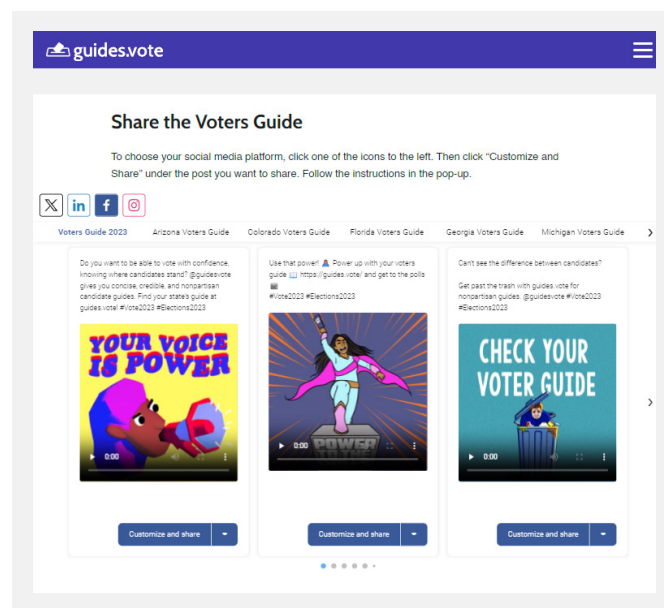 guides.vote
Share the Voters Guide
To choose your social media platform, click one of the icons to the left. Then click "Customize and
Share" under the post you want to share. Follow the instructions in the pop-up.
X in f
Voters Guide 2023 Arizona Voters Guide Colorado Voters Guide Florida Voters Guide Georgia Voters Guide Michigan Voters Guide
Do you want to be able to vote with confidence,
knowing where candidates stand? @guidesvote
gives you concise, credible, and nonpartisan
candidate guides. Find your state's guide at
guides.vote! #Vote2023 #Elections2023
YOUR VOICE
IS POWER
0:00
Customize and share
Use that power! Power up with your voters
guide https://guides.vote/ and get to the polls
#Vote2023 #Elections2023
POWER
TO THE
0:00
Customize and share
Can't see the difference between candidates?
Get past the trash with guides.vote for
nonpartisan guides. @guidesvote #Vote2023
#Elections2023
CHECK YOUR
VOTER GUIDE
0:00
Customize and share